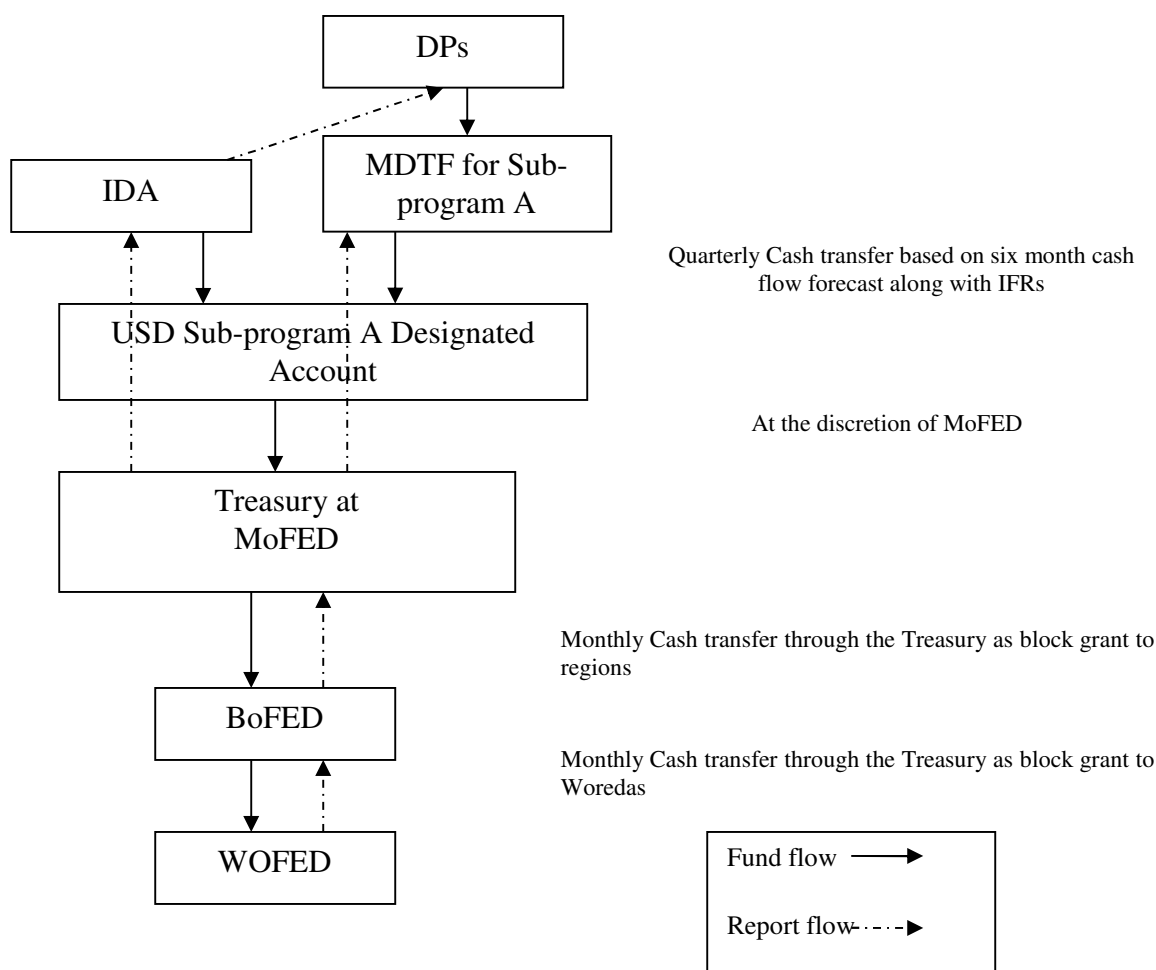 DPs
IDA
MDTF for Sub-
program A
Quarterly Cash transfer based on six month cash
flow forecast along with IFRs
USD Sub-program A Designated
Account
At the discretion of MoFED
Treasury at
MoFED
Monthly Cash transfer through the Treasury as block grant to
regions
BoFED
Monthly Cash transfer through the Treasury as block grant to
Woredas
WOFED
Fund flow
Report flow